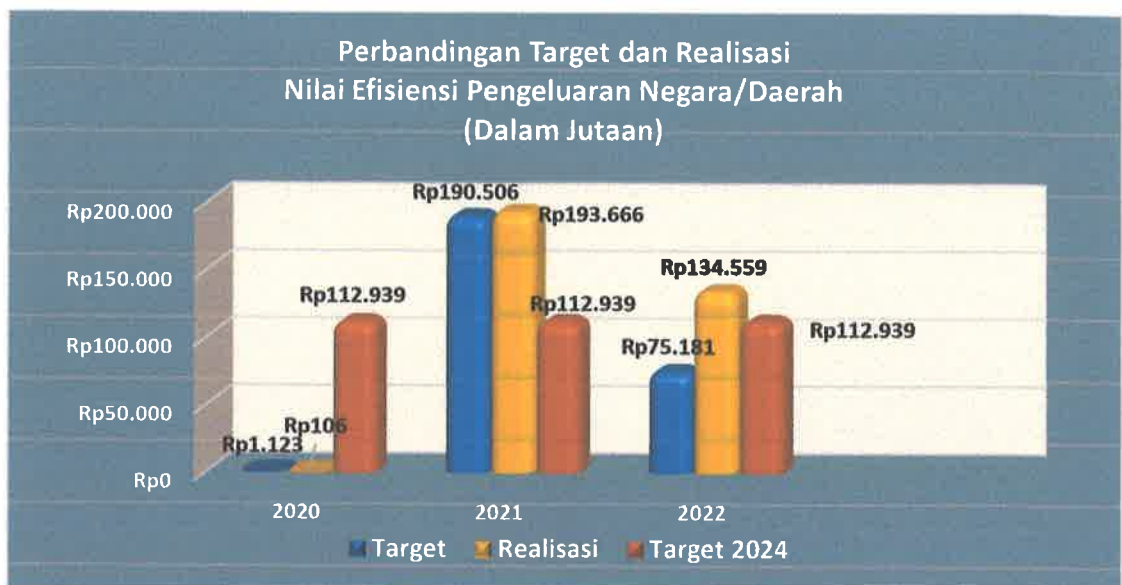 Perbandingan Target dan Realisasi
Nilai Efisiensi Pengeluaran Negara/Daerah
(Dalam Jutaan)
Rp200.000
Rp150.000
Rp100.000
Rp50.000
Rp0
Rp1.123
Rp106
Rp112.939
Rp190.506
Rp193.666
Rp112.939
Rp75.181
Rp134.559
Rp112.939
2020
2021
2022
Target
Realisasi
Target 2024